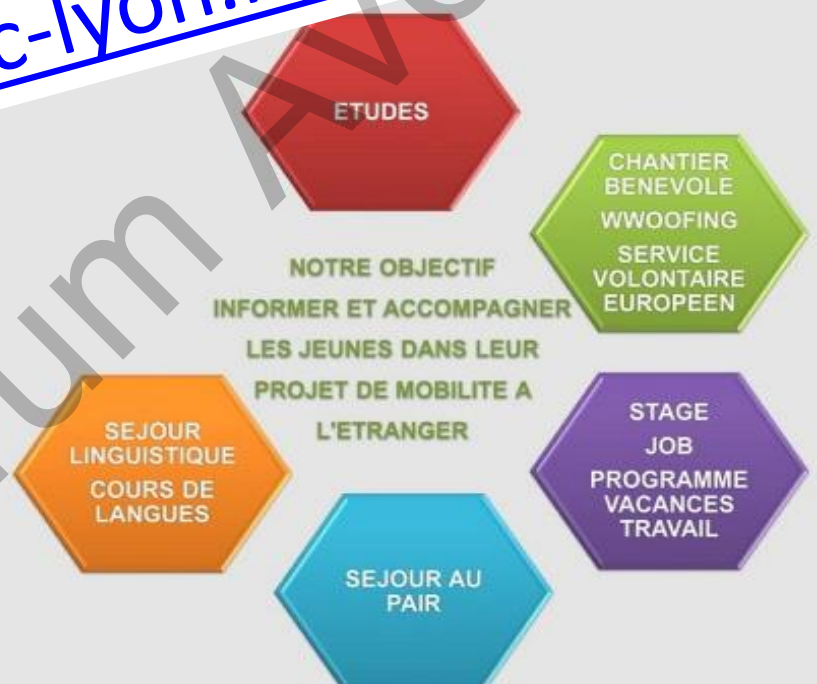 c-lyon.
ETUDES
CHANTIER
BENEVOLE
WWOOFING
SERVICE
VOLONTAIRE
EUROPEEN
NOTRE OBJECTIF
INFORMER ET ACCOMPAGNER
LES JEUNES DANS LEUR
PROJET DE MOBILITE A
L'ETRANGER
STAGE
JOB
PROGRAMME
VACANCES
TRAVAIL
SEJOUR
LINGUISTIQUE
COURS DE
LANGUES
SEJOUR AU
PAIR